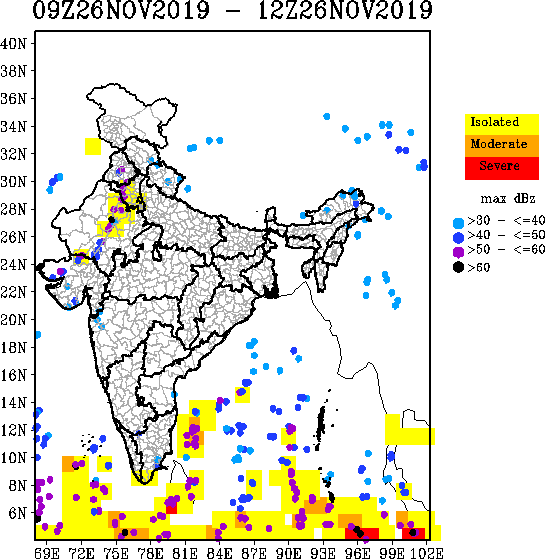 09Z26NOV2019 - 12Z26NOV2019
40N
38N
36N
34N
32N
30N
28N
26N
24N
22N
20N
18N
16N
14N
12N
10N
8N
6N
69E 72E 75E 78E 81E 84E 87E 90E 93E 96E 99E 102E
Isolated
Moderate
Severe
max dBz
>30 - <=40
>40 - <=50
>50 - <=60
>60